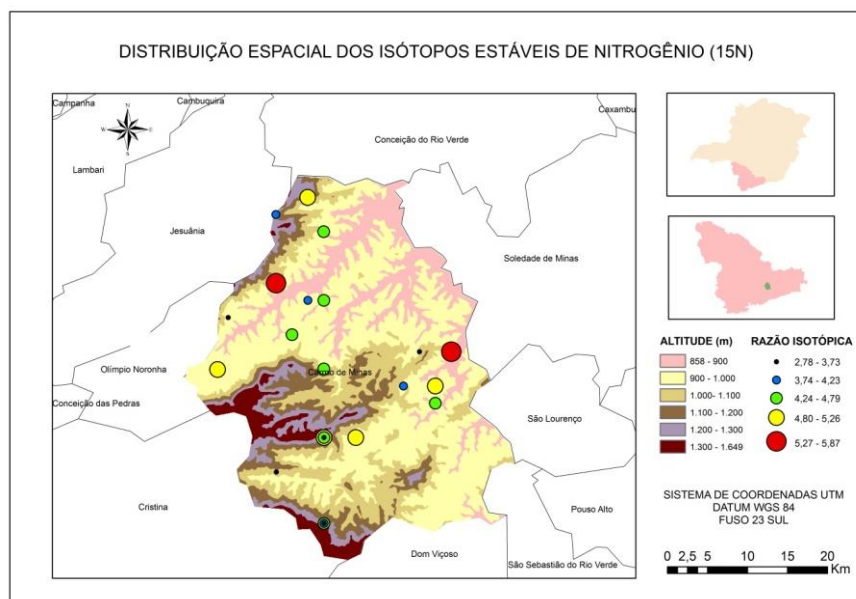 DISTRIBUIÇÃO ESPACIAL DOS ISÓTOPOS ESTÁVEIS DE NITROGÊNIO (15N)
Campanha
Cambuquira
Caxambu
N
W E
S
Conceição do Rio Verde
Lambari
Jesuânia
Soledade de Minas
Olímpio Noronha
Carmo de Minas
Conceição das Pedras
São Lourenço
Cristina
Pouso Alto
Dom Viçoso
São Sebastião do Rio Verde
ALTITUDE (m)
858 - 900
900 - 1.000
1.000 - 1.100
1.100 - 1.200
1.200 - 1.300
1.300 - 1.649
RAZÃO ISOTÓPICA
2,78 - 3,73
3,74 - 4,23
4,24 - 4,79
4,80 - 5,26
5,27 - 5,87
SISTEMA DE COORDENADAS UTM
DATUM WGS 84
FUSO 23 SUL
0 2,5 5 10 15 20
Km